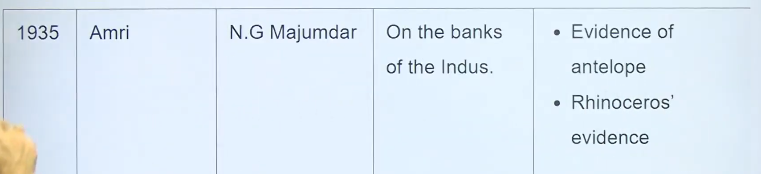 1935 Amri N.G Majumdar On the banks • Evidence of
of the Indus. antelope
• Rhinoceros’
evidence